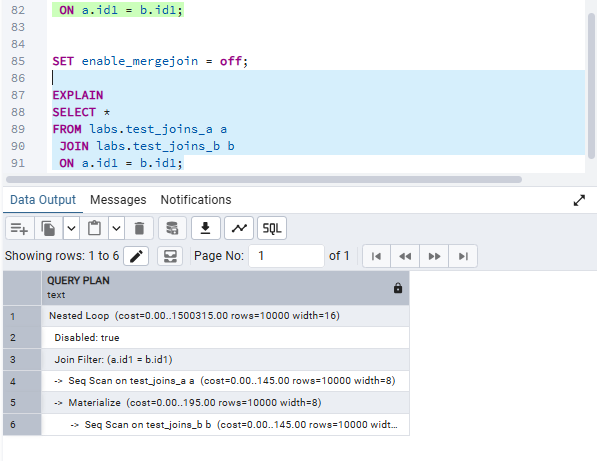 82 ON a.id1 = b.id1;
83
84
85 SET enable_mergejoin = off;
86
87 EXPLAIN
88 SELECT *
89 FROM labs.test_joins_a a
90 JOIN labs.test_joins_b b
91 ON a.id1 = b.id1;
Data Output Messages Notifications
SQL
Showing rows: 1 to 6 Page No: 1 of 1
QUERY PLAN
text
1 Nested Loop (cost=0.00..1500315.00 rows=10000 width=16)
2 Disabled: true
3 Join Filter: (a.id1 = b.id1)
4 -> Seq Scan on test_joins_a a (cost=0.00..145.00 rows=10000 width=8)
5 -> Materialize (cost=0.00..195.00 rows=10000 width=8)
6 -> Seq Scan on test_joins_b b (cost=0.00..145.00 rows=10000 widt...